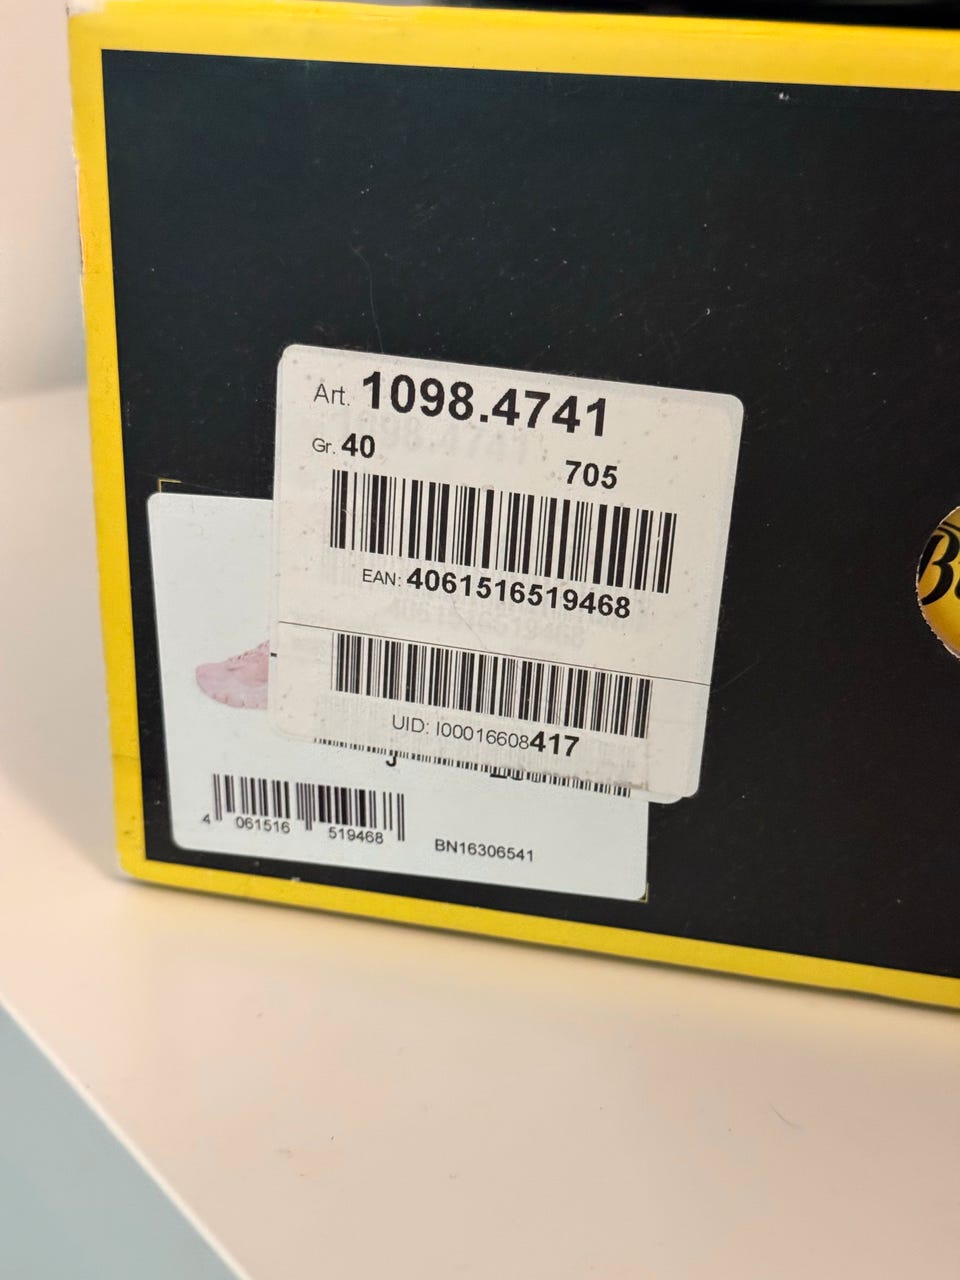 Art. 1098.4741
Gr. 40
705
EAN: 4061516519468
UID: I00016608417
4 061516 519468
BN16306541